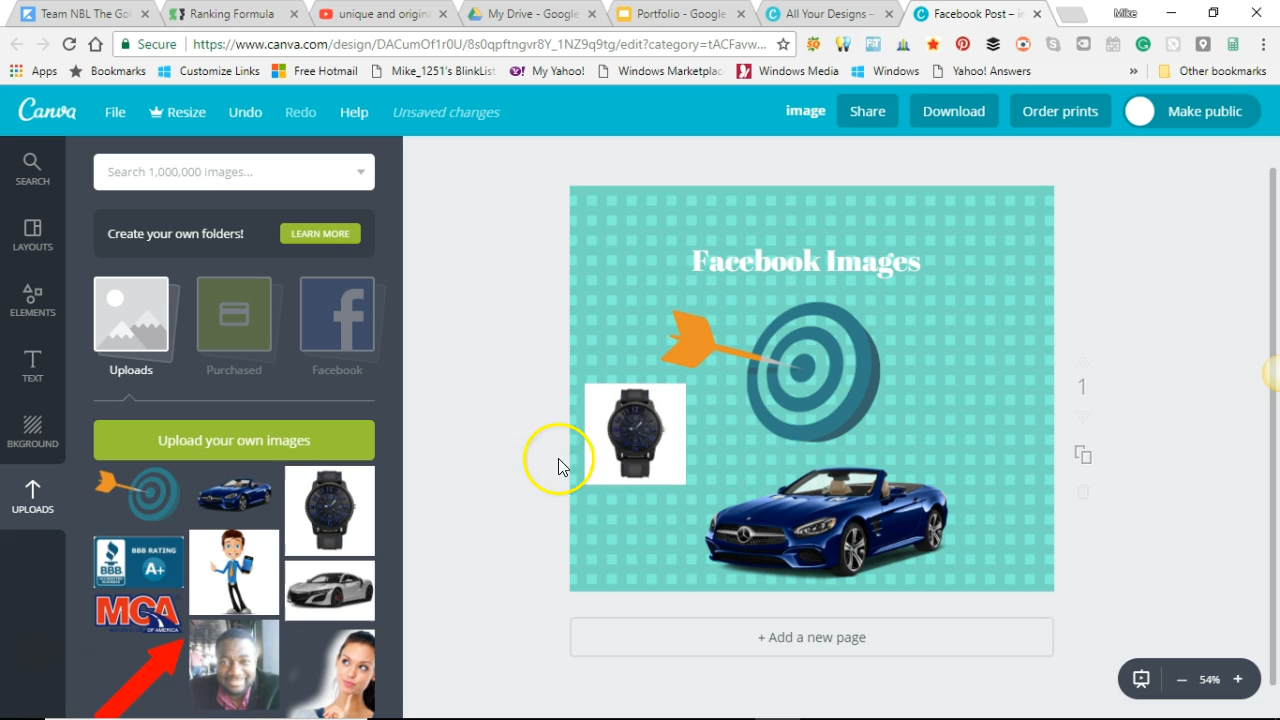 Team NBL The Gol
Ranking Formula
unique and origina
My Drive - Google
Portfolio - Google
All Your Designs -
Facebook Post - in
Mike
Secure
https://www.canva.com/design/DACumOf1r0U/8s0qpftngvr8Y_1NZ9q9tg/edit?category=tACFavw...
Apps
Bookmarks
Customize Links
Free Hotmail
Mike_1251's BlinkList
My Yahoo!
Windows Marketplac
Windows Media
Windows
Yahoo! Answers
»
Other bookmarks
Canva
File
Resize
Undo
Redo
Help
Unsaved changes
image
Share
Download
Order prints
Make public
SEARCH
LAYOUTS
ELEMENTS
TEXT
BKGROUND
UPLOADS
Search 1,000,000 images...
Create your own folders!
LEARN MORE
Uploads
Purchased
Facebook
Upload your own images
BBB
BBB RATING
A+
MCA
OF AMERICA
Facebook Images
1
+ Add a new page
54%